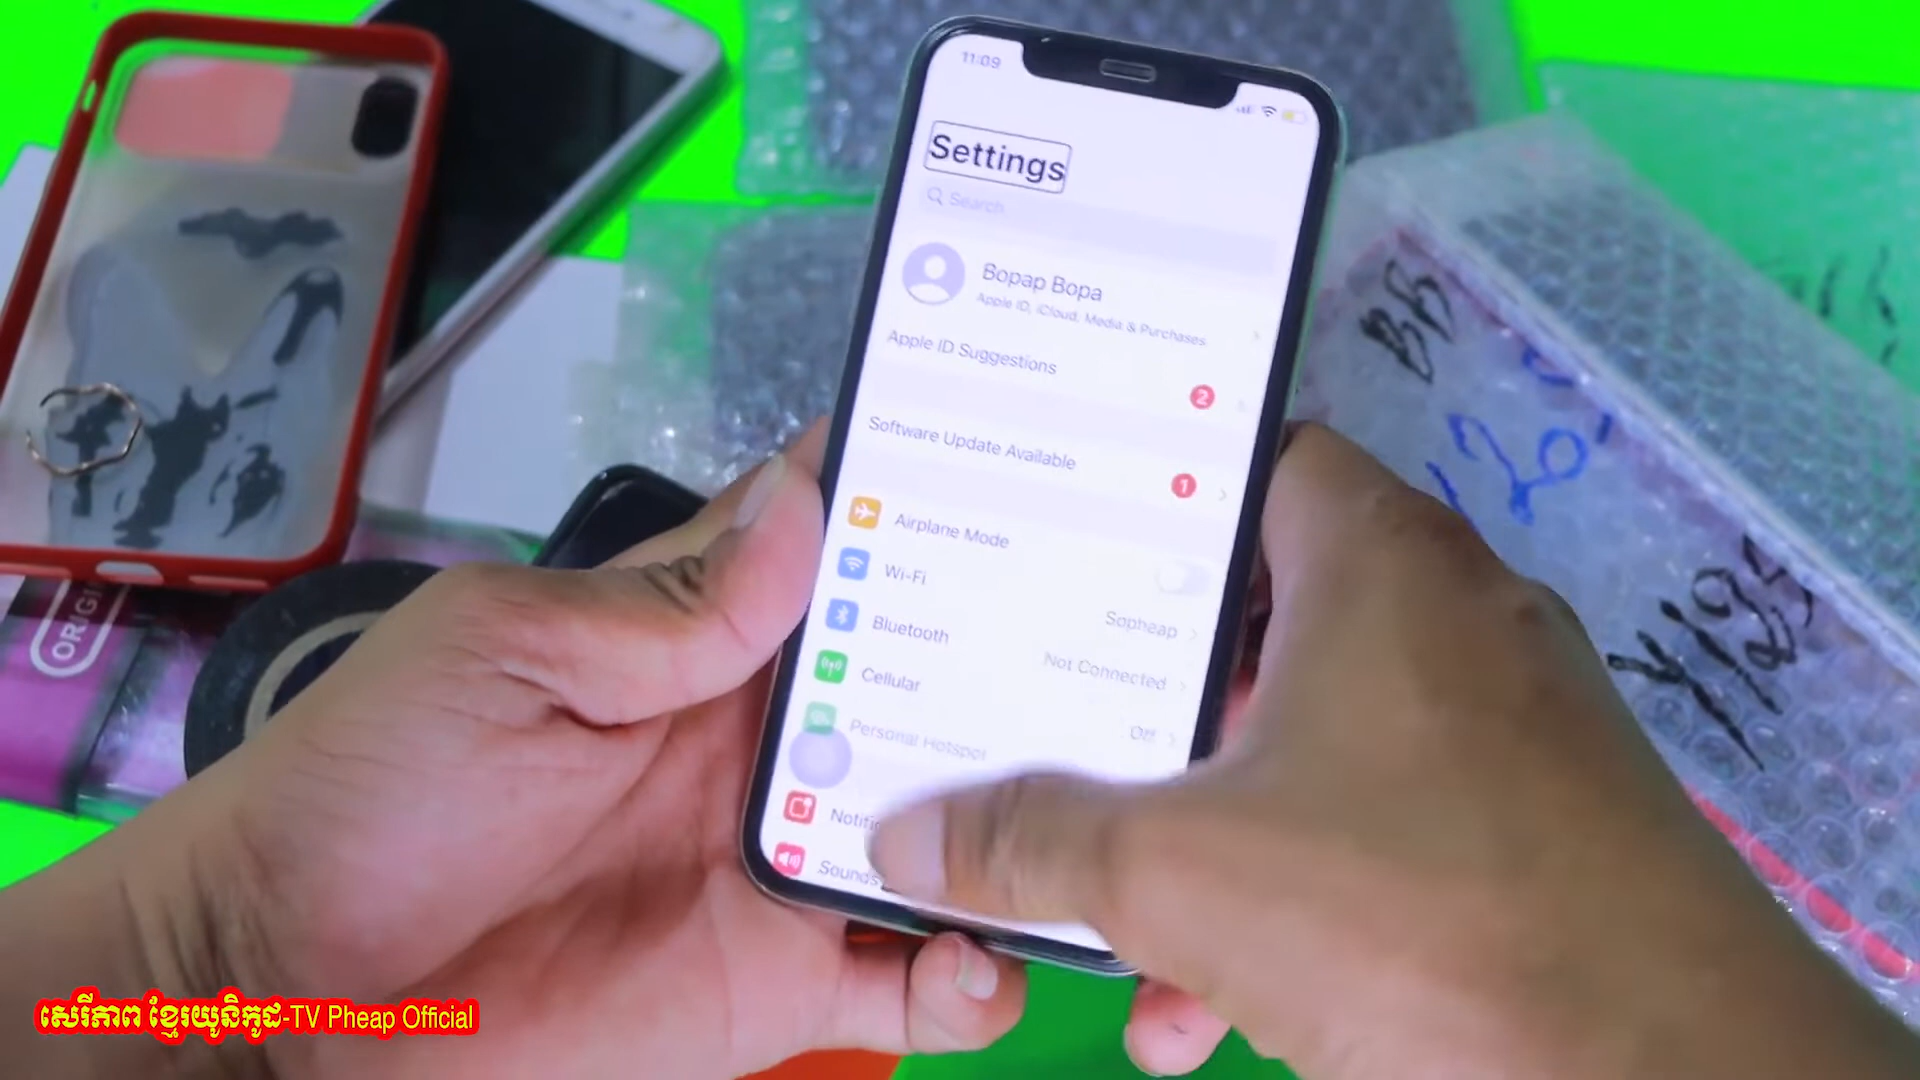 11:09
Settings
Search
Bopap Bopa
Apple ID, iCloud, Media & Purchases
Apple ID Suggestions
2
Software Update Available
1
Airplane Mode
Wi-Fi
Sopheap
Bluetooth
Not Connected
Cellular
Personal Hotspot
Off
Sounds
ORIGI
BB
សេរីភាព ខ្មែរយូនិកូដ-TV Pheap Official